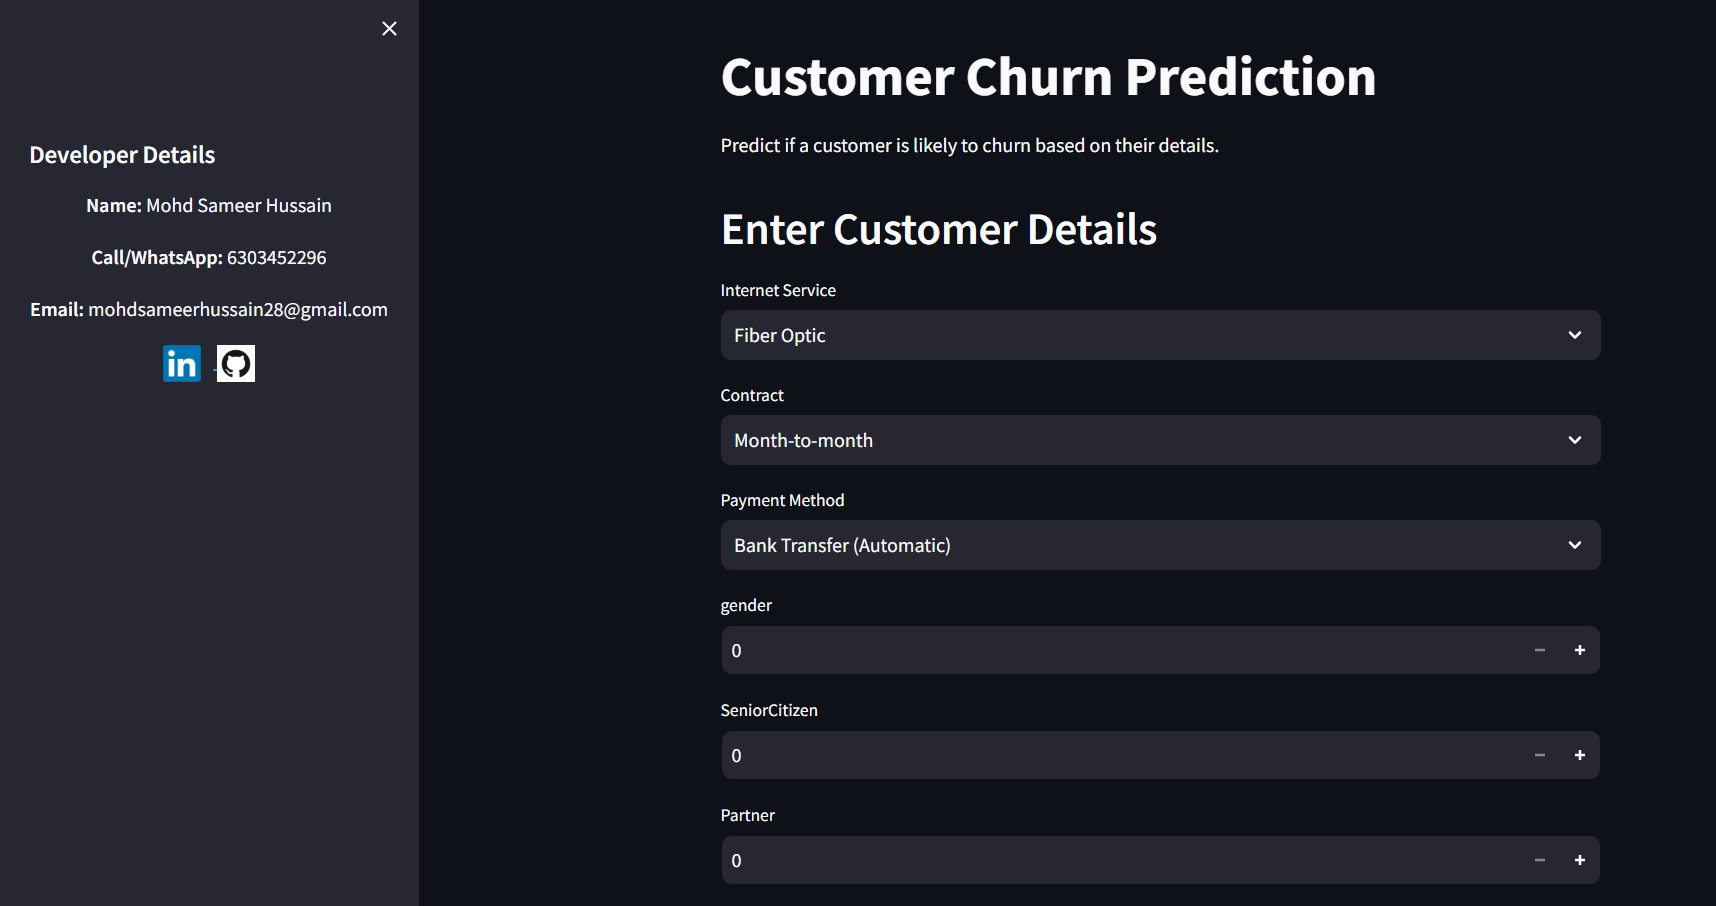 Developer Details
Name: Mohd Sameer Hussain
Call/WhatsApp: 6303452296
Email: mohdsameerhussain28@gmail.com
in
Customer Churn Prediction
Predict if a customer is likely to churn based on their details.
Enter Customer Details
Internet Service
Fiber Optic
Contract
Month-to-month
Payment Method
Bank Transfer (Automatic)
gender
0
SeniorCitizen
0
Partner
0